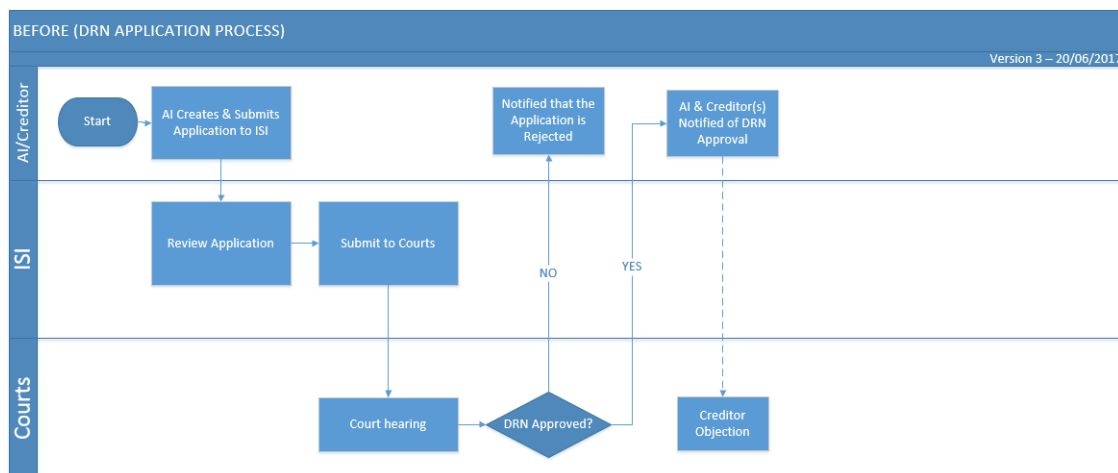 BEFORE (DRN APPLICATION PROCESS)
Version 3 – 20/06/2017
AI/Creditor
Start
AI Creates & Submits
Application to ISI
Notified that the
Application is
Rejected
AI & Creditor(s)
Notified of DRN
Approval
ISI
Review Application
Submit to Courts
NO
YES
Courts
Court hearing
DRN Approved?
Creditor
Objection